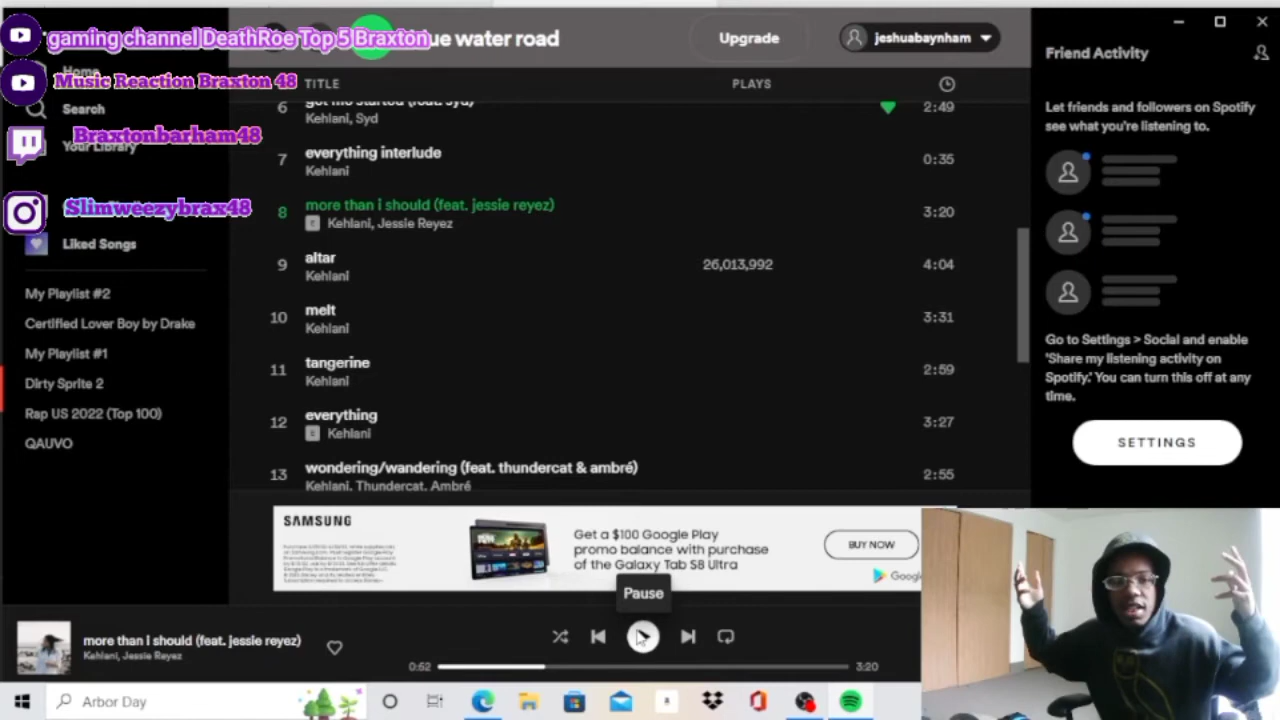 gaming channel DeathRoe Top 5 Braxton
ue water road
Upgrade
jeshuabaynham
Home
Music Reaction Braxton 48
Search
Braxtonbarham48
Your Library
Slimweezybrax48
Liked Songs
My Playlist #2
Certified Lover Boy by Drake
My Playlist #1
Dirty Sprite 2
Rap US 2022 (Top 100)
QAUVO
TITLE
PLAYS
6
got me started (feat. syd)
2:49
Kehlani, Syd
7
everything interlude
0:35
Kehlani
8
more than i should (feat. jessie reyez)
3:20
E
Kehlani, Jessie Reyez
9
altar
26,013,992
4:04
Kehlani
10
melt
3:31
Kehlani
11
tangerine
2:59
Kehlani
12
everything
3:27
E
Kehlani
13
wondering/wandering (feat. thundercat & ambré)
2:55
Kehlani, Thundercat, Ambré
Friend Activity
Let friends and followers on Spotify
see what you're listening to.
Go to Settings > Social and enable
'Share my listening activity on
Spotify.' You can turn this off at any
time.
SETTINGS
SAMSUNG
Get a $100 Google Play
promo balance with purchase
of the Galaxy Tab S8 Ultra
BUY NOW
Google
Pause
more than i should (feat. jessie reyez)
Kehlani, Jessie Reyez
0:52
3:20
Arbor Day